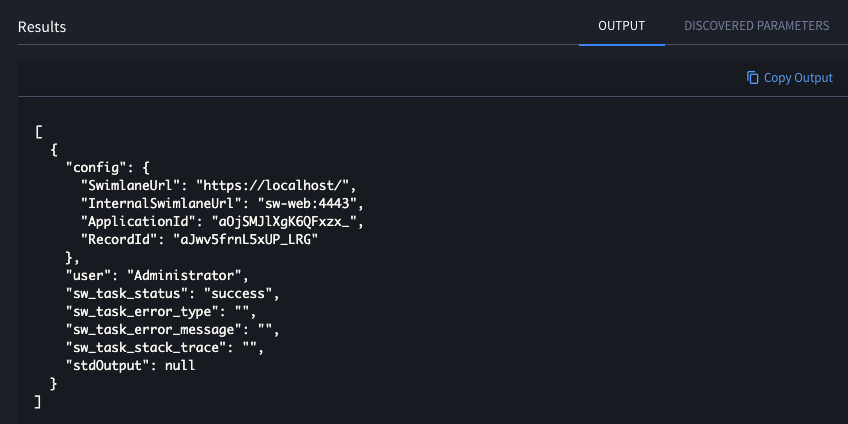 Results
OUTPUT
DISCOVERED PARAMETERS
Copy Output
[
  {
    "config": {
      "SwimlaneUrl": "https://localhost/",
      "InternalSwimlaneUrl": "sw-web:4443",
      "ApplicationId": "aOjSMJlXgK6QFxzx_",
      "RecordId": "aJwv5frnL5xUP_LRG"
    },
    "user": "Administrator",
    "sw_task_status": "success",
    "sw_task_error_type": "",
    "sw_task_error_message": "",
    "sw_task_stack_trace": "",
    "stdOutput": null
  }
]